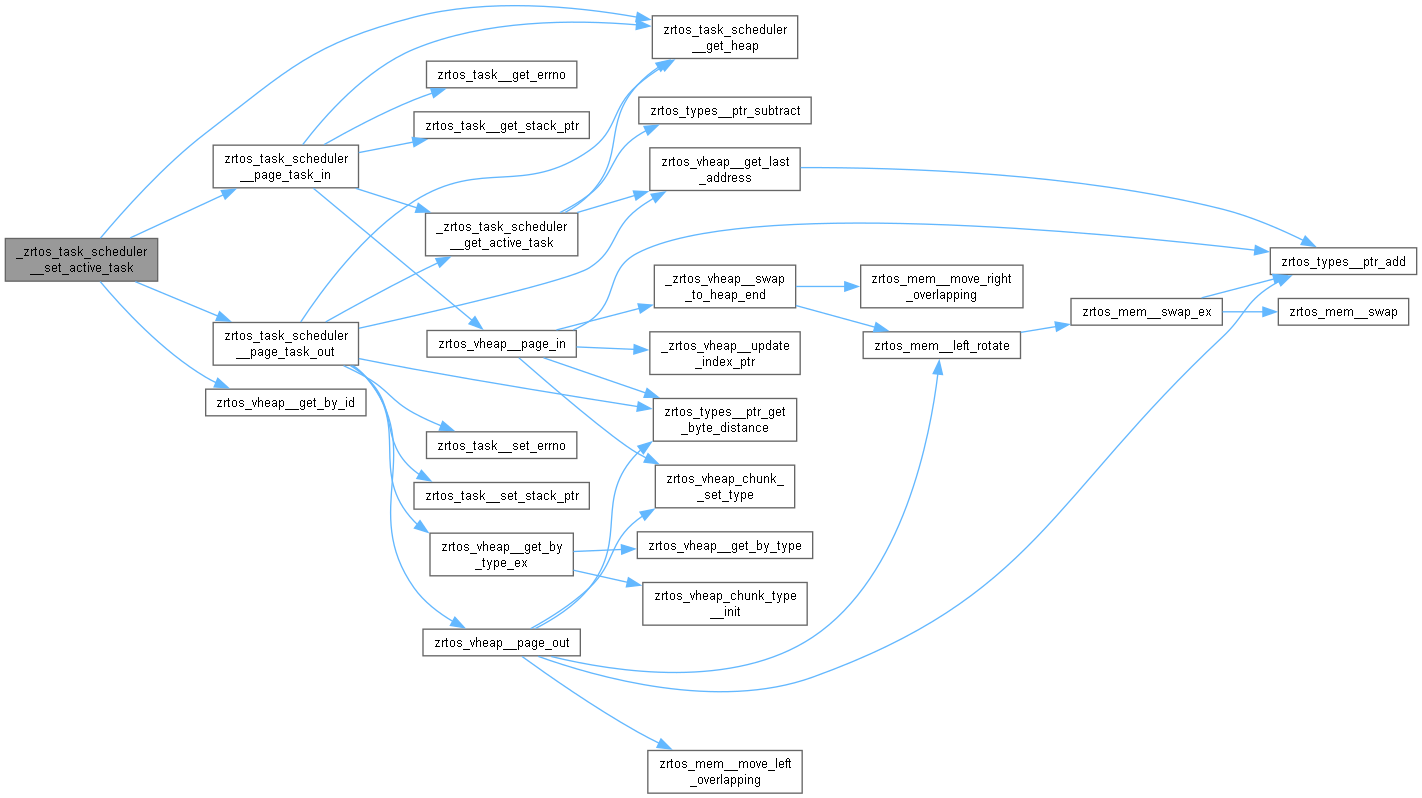 zrtos_task_scheduler
__get_heap
zrtos_task__get_errno
zrtos_types__ptr_subtract
zrtos_task__get_stack_ptr
zrtos_task_scheduler
__page_task_in
zrtos_vheap__get_last
_address
_zrtos_task_scheduler
__get_active_task
_zrtos_task_scheduler
__set_active_task
zrtos_types__ptr_add
_zrtos_vheap__swap
_to_heap_end
zrtos_mem__move_right
_overlapping
zrtos_mem__swap_ex
zrtos_mem__swap
zrtos_task_scheduler
__page_task_out
zrtos_vheap__page_in
zrtos_mem__left_rotate
_zrtos_vheap__update
_index_ptr
zrtos_vheap__get_by_id
zrtos_types__ptr_get
_byte_distance
zrtos_task__set_errno
zrtos_vheap_chunk_
_set_type
zrtos_task__set_stack_ptr
zrtos_vheap__get_by
_type_ex
zrtos_vheap__get_by_type
zrtos_vheap_chunk_type
__init
zrtos_vheap__page_out
zrtos_mem__move_left
_overlapping